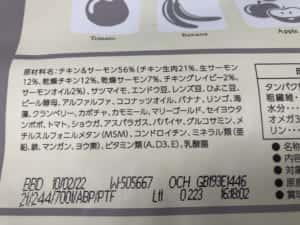 Tomato
Banana
Apple
原材料名：チキン&サーモン56%（チキン生肉21%, 生サーモン
12%, 乾燥チキン12%, 乾燥サーモン7%, チキングレイビー2%,
サーモンオイル2%），サツマイモ，エンドウ豆，レンズ豆，ひよこ豆，
ビール酵母，アルファルファ，ココナッツオイル，バナナ，リンゴ，海
藻，クランベリー，カボチャ，カモミール，マリーゴールド，セイヨウタ
ンポポ，トマト，ショウガ，アスパラガス，パパイヤ，グルコサミン，メ
チルスルフォニルメタン(MSM)，コンドロイチン，ミネラル類（亜
鉛，鉄，マンガン，ヨウ素），ビタミン類（A, D3, E），乳酸菌
タンパク
粗繊維
水分
オメガ3
BBD 10/02/22 W-505667 OCH GB193E1446
21/244/7001/ABP/PTF L11 0223 16:18:02